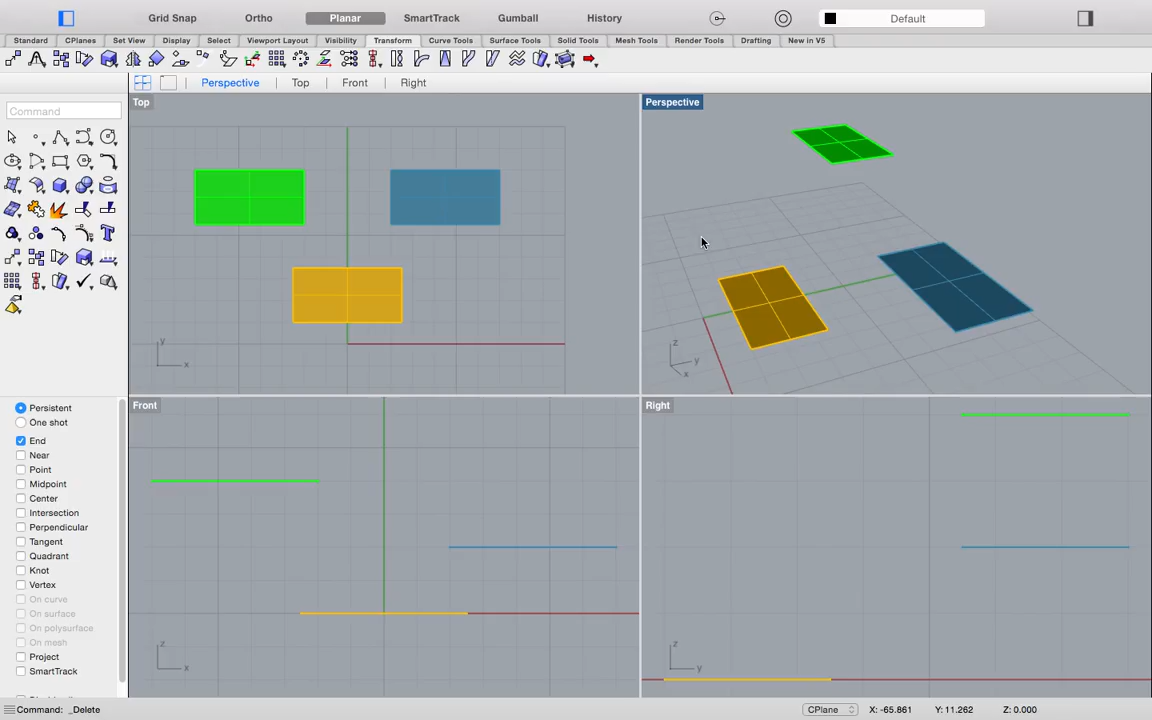 Grid Snap Ortho Planar SmartTrack Gumball History Default
Standard CPlanes Set View Display Select Viewport Layout Visibility Transform Curve Tools Surface Tools Solid Tools Mesh Tools Render Tools Drafting New in V5
Perspective Top Front Right
Command
Top
y
x
Perspective
z
y
x
Front
z
x
Right
z
y
Persistent
One shot
End
Near
Point
Midpoint
Center
Intersection
Perpendicular
Tangent
Quadrant
Knot
Vertex
On curve
On surface
On polysurface
On mesh
Project
SmartTrack
Command: _Delete CPlane X: -65.861 Y: 11.262 Z: 0.000